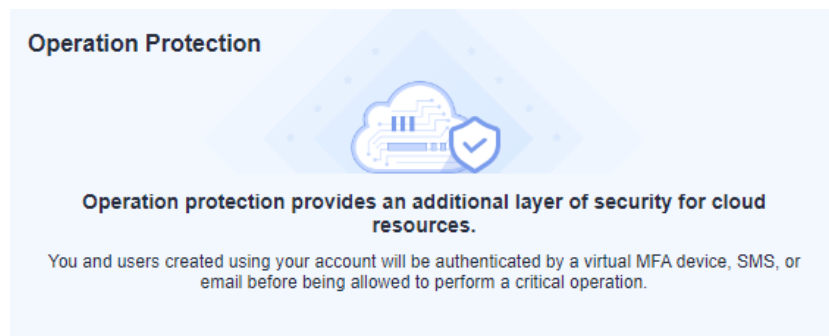 Operation Protection
Operation protection provides an additional layer of security for cloud
resources.
You and users created using your account will be authenticated by a virtual MFA device, SMS, or
email before being allowed to perform a critical operation.